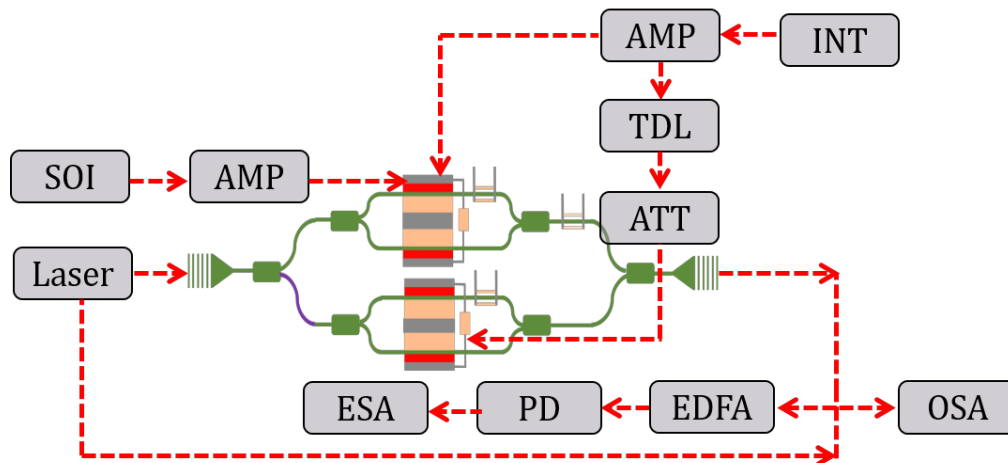 AMP
INT
TDL
SOI
AMP
ATT
Laser
ESA
PD
EDFA
OSA